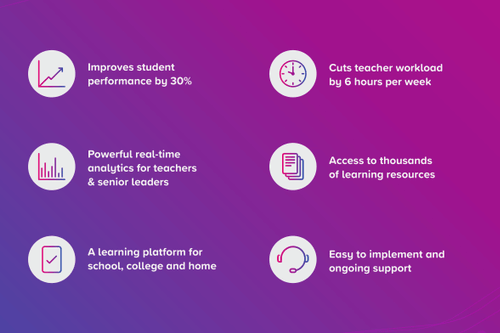 Improves student
performance by 30%
Cuts teacher workload
by 6 hours per week
Powerful real-time
analytics for teachers
& senior leaders
Access to thousands
of learning resources
A learning platform for
school, college and home
Easy to implement and
ongoing support